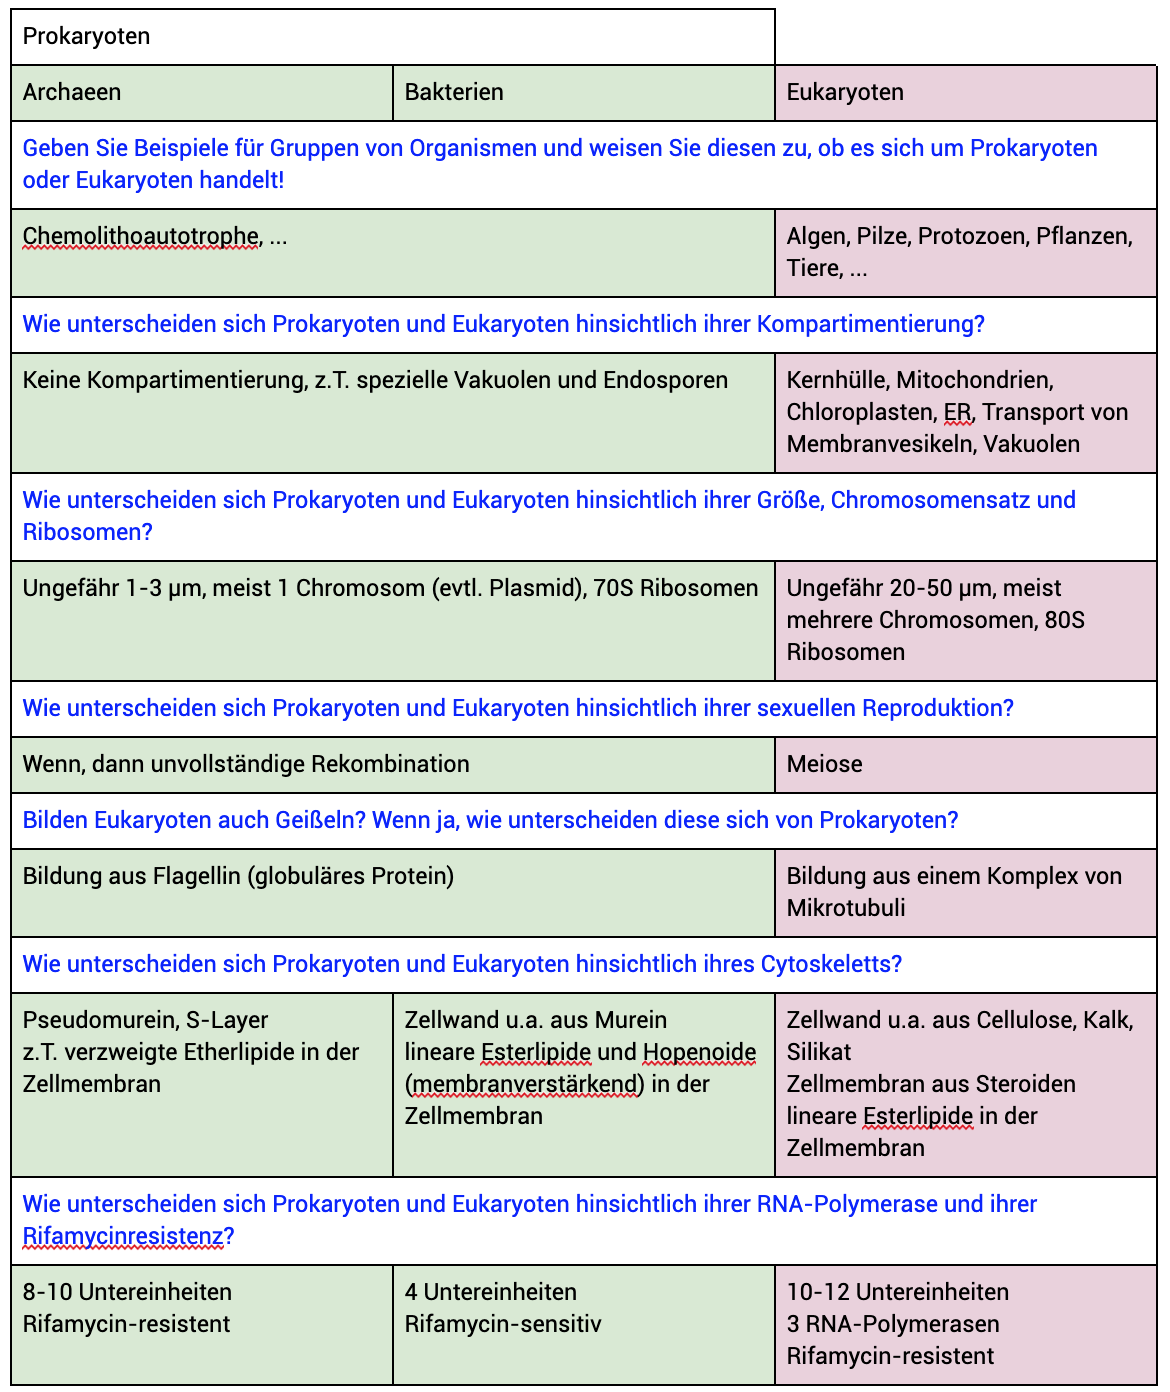 Prokaryoten
Archaeen
Bakterien
Eukaryoten
Geben Sie Beispiele für Gruppen von Organismen und weisen Sie diesen zu, ob es sich um Prokaryoten
oder Eukaryoten handelt!
Chemolithoautotrophe, ...
Algen, Pilze, Protozoen, Pflanzen,
Tiere, ...
Wie unterscheiden sich Prokaryoten und Eukaryoten hinsichtlich ihrer Kompartimentierung?
Keine Kompartimentierung, z.T. spezielle Vakuolen und Endosporen
Kernhülle, Mitochondrien,
Chloroplasten, ER, Transport von
Membranvesikeln, Vakuolen
Wie unterscheiden sich Prokaryoten und Eukaryoten hinsichtlich ihrer Größe, Chromosomensatz und
Ribosomen?
Ungefähr 1-3 µm, meist 1 Chromosom (evtl. Plasmid), 70S Ribosomen
Ungefähr 20-50 µm, meist
mehrere Chromosomen, 80S
Ribosomen
Wie unterscheiden sich Prokaryoten und Eukaryoten hinsichtlich ihrer sexuellen Reproduktion?
Wenn, dann unvollständige Rekombination
Meiose
Bilden Eukaryoten auch Geißeln? Wenn ja, wie unterscheiden diese sich von Prokaryoten?
Bildung aus Flagellin (globuläres Protein)
Bildung aus einem Komplex von
Mikrotubuli
Wie unterscheiden sich Prokaryoten und Eukaryoten hinsichtlich ihres Cytoskeletts?
Pseudomurein, S-Layer
z.T. verzweigte Etherlipide in der
Zellmembran
Zellwand u.a. aus Murein
lineare Esterlipide und Hopenoide
(membranverstärkend) in der
Zellmembran
Zellwand u.a. aus Cellulose, Kalk,
Silikat
Zellmembran aus Steroiden
lineare Esterlipide in der
Zellmembran
Wie unterscheiden sich Prokaryoten und Eukaryoten hinsichtlich ihrer RNA-Polymerase und ihrer
Rifamycinresistenz?
8-10 Untereinheiten
Rifamycin-resistent
4 Untereinheiten
Rifamycin-sensitiv
10-12 Untereinheiten
3 RNA-Polymerasen
Rifamycin-resistent